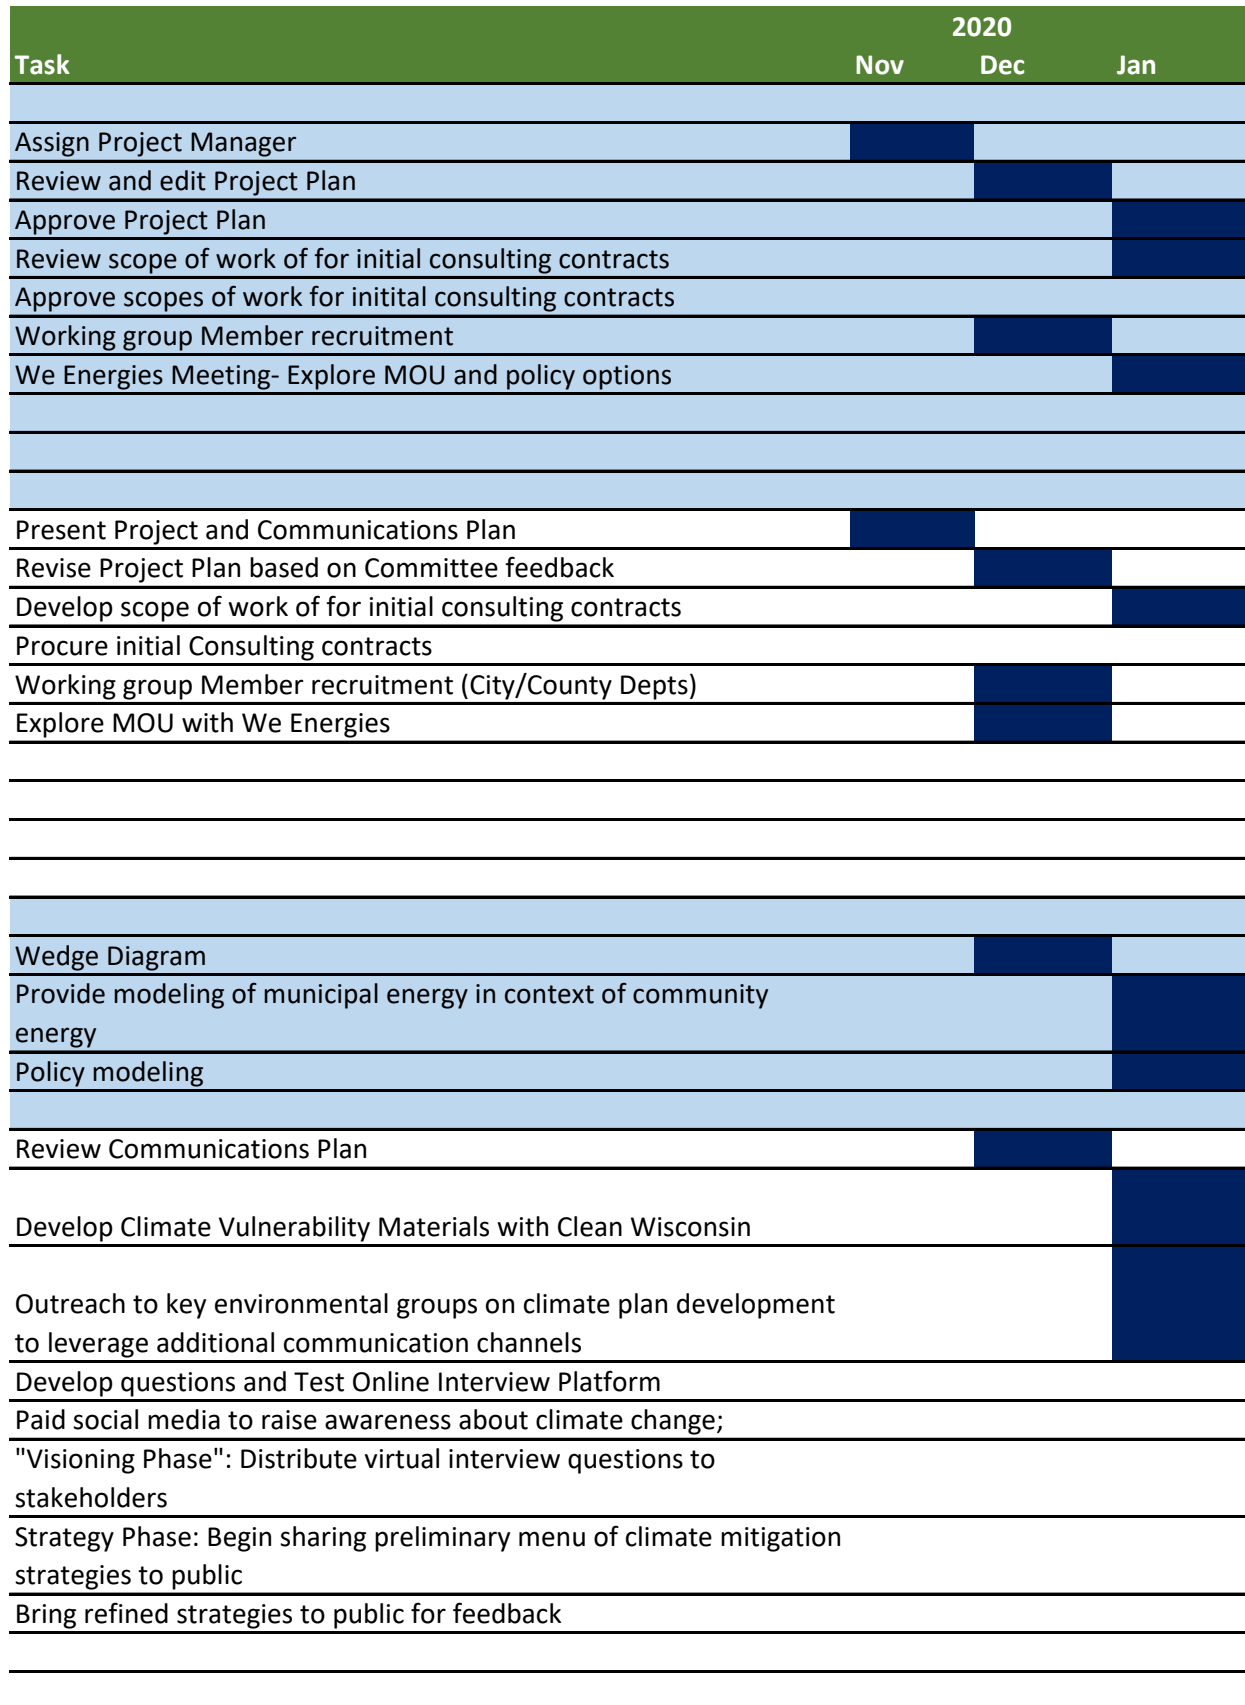 2020
Task Nov Dec Jan
Assign Project Manager
Review and edit Project Plan
Approve Project Plan
Review scope of work of for initial consulting contracts
Approve scopes of work for initital consulting contracts
Working group Member recruitment
We Energies Meeting- Explore MOU and policy options
Present Project and Communications Plan
Revise Project Plan based on Committee feedback
Develop scope of work of for initial consulting contracts
Procure initial Consulting contracts
Working group Member recruitment (City/County Depts)
Explore MOU with We Energies
Wedge Diagram
Provide modeling of municipal energy in context of community
energy
Policy modeling
Review Communications Plan
Develop Climate Vulnerability Materials with Clean Wisconsin
Outreach to key environmental groups on climate plan development
to leverage additional communication channels
Develop questions and Test Online Interview Platform
Paid social media to raise awareness about climate change;
"Visioning Phase": Distribute virtual interview questions to
stakeholders
Strategy Phase: Begin sharing preliminary menu of climate mitigation
strategies to public
Bring refined strategies to public for feedback